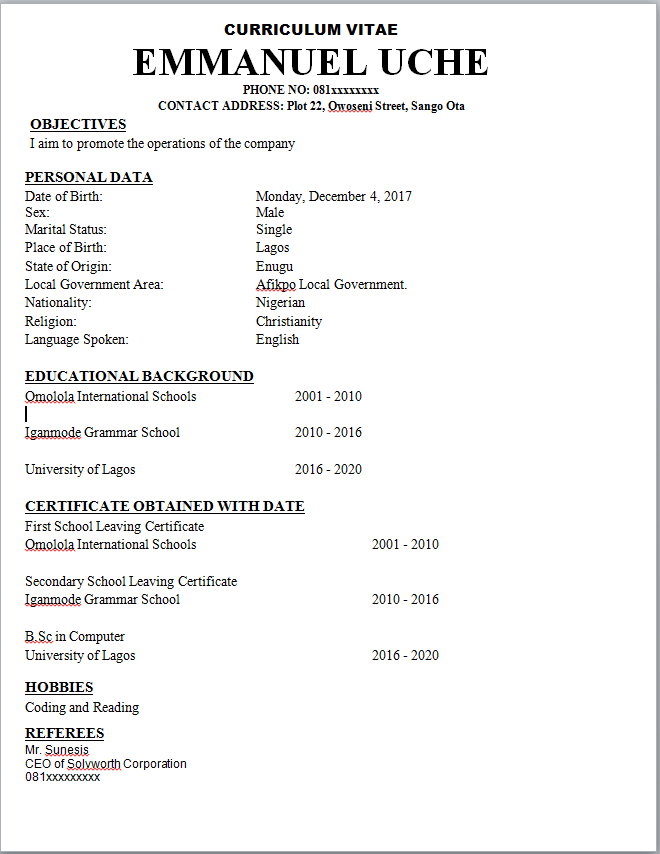 CURRICULUM VITAE
EMMANUEL UCHE
PHONE NO: 081xxxxxxxx
CONTACT ADDRESS: Plot 22, Owoseni Street, Sango Ota
OBJECTIVES
I aim to promote the operations of the company
PERSONAL DATA
Date of Birth: Monday, December 4, 2017
Sex: Male
Marital Status: Single
Place of Birth: Lagos
State of Origin: Enugu
Local Government Area: Afikpo Local Government.
Nationality: Nigerian
Religion: Christianity
Language Spoken: English
EDUCATIONAL BACKGROUND
Omolola International Schools 2001 - 2010
Iganmode Grammar School 2010 - 2016
University of Lagos 2016 - 2020
CERTIFICATE OBTAINED WITH DATE
First School Leaving Certificate
Omolola International Schools 2001 - 2010
Secondary School Leaving Certificate
Iganmode Grammar School 2010 - 2016
B.Sc in Computer
University of Lagos 2016 - 2020
HOBBIES
Coding and Reading
REFEREES
Mr. Sunesis
CEO of Solyworth Corporation
081xxxxxxxxx